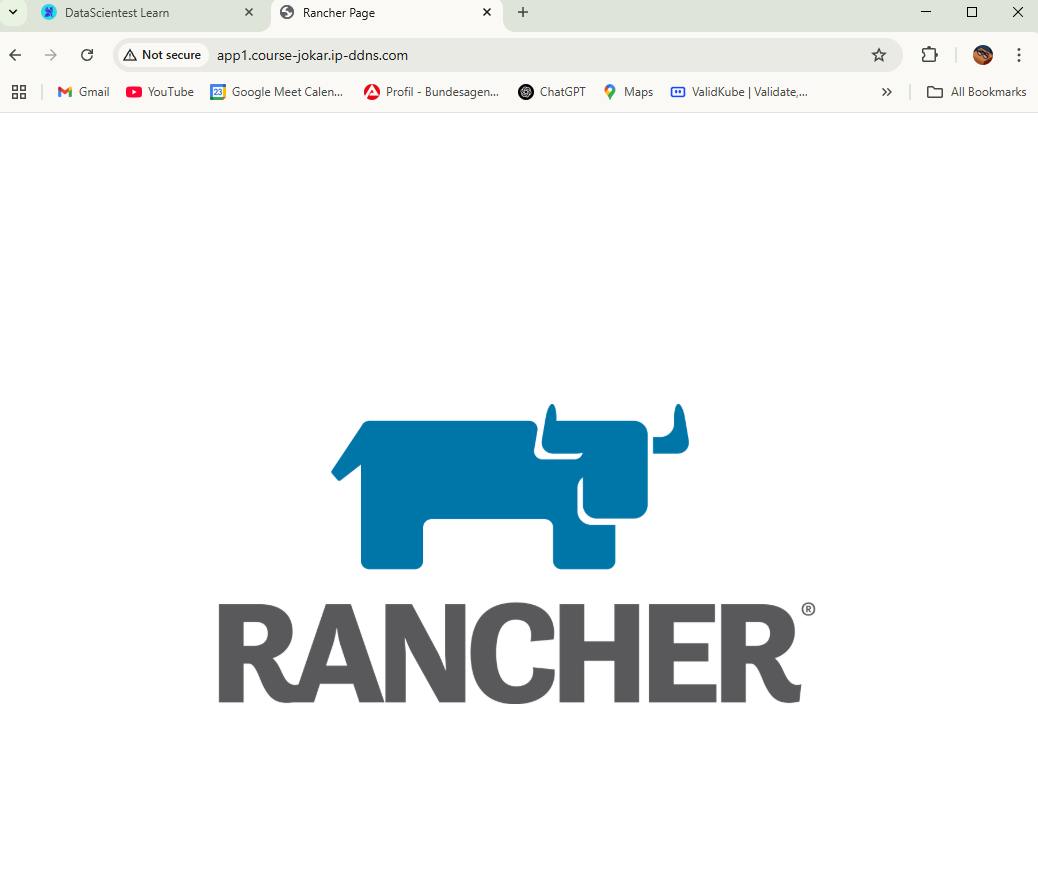 DataScientest Learn
Rancher Page
Not secure
app1.course-jokar.ip-ddns.com
Gmail
YouTube
23
Google Meet Calen...
Profil - Bundesagen...
ChatGPT
Maps
ValidKube | Validate,...
All Bookmarks
RANCHER®